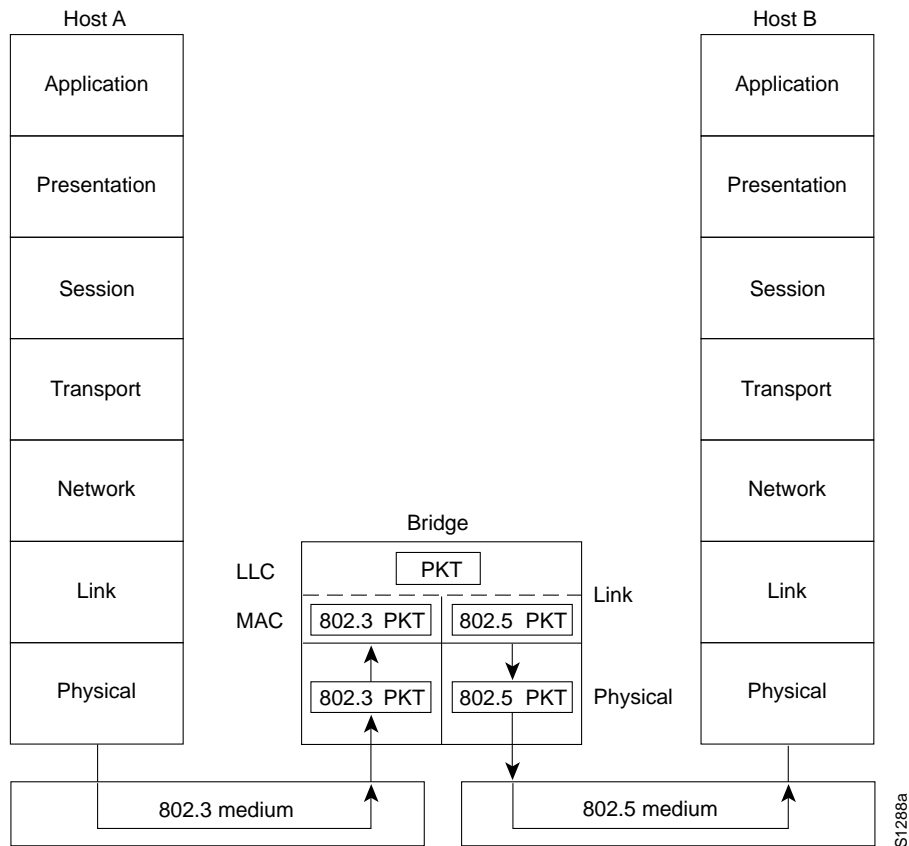 Host A
Application
Presentation
Session
Transport
Network
Link
Physical
Host B
Application
Presentation
Session
Transport
Network
Link
Physical
Bridge
LLC
PKT
Link
MAC
802.3 PKT
802.5 PKT
802.3 PKT
802.5 PKT
Physical
802.3 medium
802.5 medium
S1288a